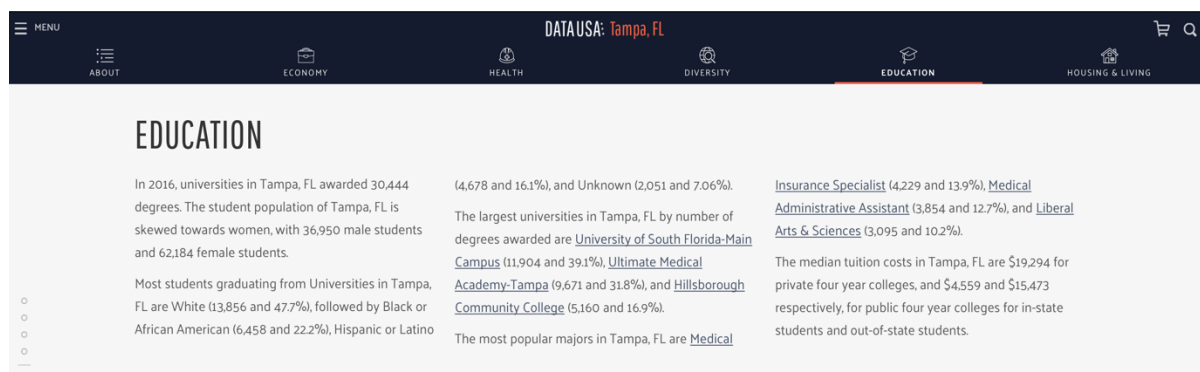 MENU
DATA USA: Tampa, FL
ABOUT
ECONOMY
HEALTH
DIVERSITY
EDUCATION
HOUSING & LIVING
EDUCATION
In 2016, universities in Tampa, FL awarded 30,444
degrees. The student population of Tampa, FL is
skewed towards women, with 36,950 male students
and 62,184 female students.
Most students graduating from Universities in Tampa,
FL are White (13,856 and 47.7%), followed by Black or
African American (6,458 and 22.2%), Hispanic or Latino
(4,678 and 16.1%), and Unknown (2,051 and 7.06%).
The largest universities in Tampa, FL by number of
degrees awarded are University of South Florida-Main
Campus (11,904 and 39.1%), Ultimate Medical
Academy-Tampa (9,671 and 31.8%), and Hillsborough
Community College (5,160 and 16.9%).
The most popular majors in Tampa, FL are Medical
Insurance Specialist (4,229 and 13.9%), Medical
Administrative Assistant (3,854 and 12.7%), and Liberal
Arts & Sciences (3,095 and 10.2%).
The median tuition costs in Tampa, FL are $19,294 for
private four year colleges, and $4,559 and $15,473
respectively, for public four year colleges for in-state
students and out-of-state students.